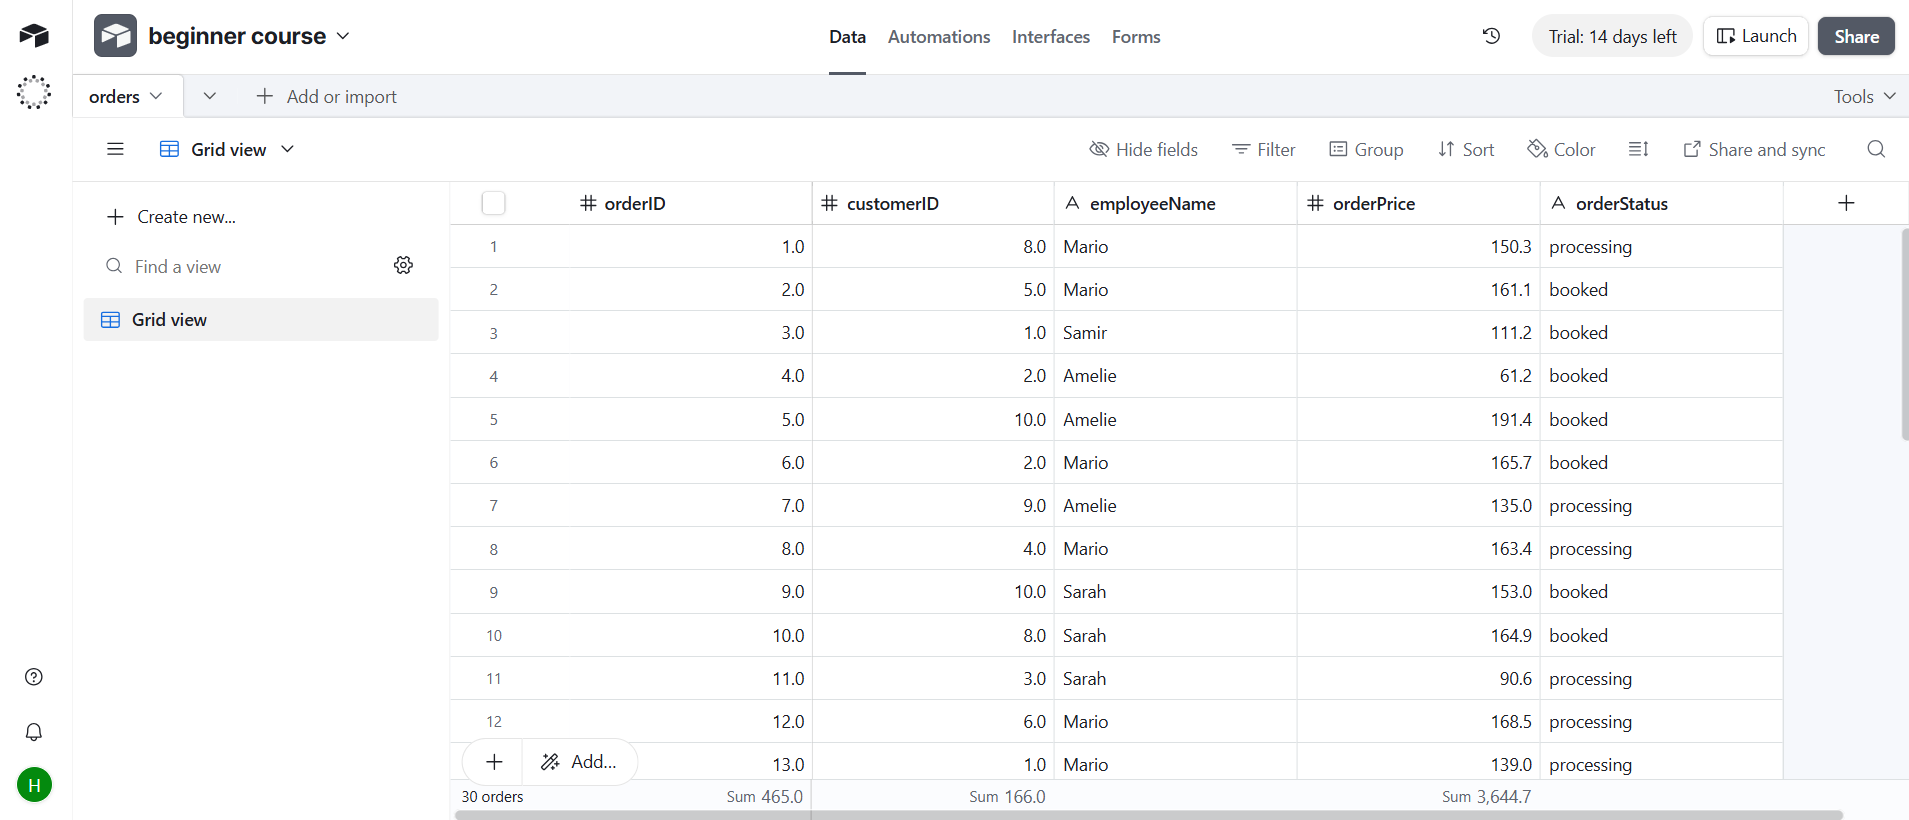 beginner course
Data Automations Interfaces Forms
Trial: 14 days left Launch Share
orders Add or import Tools
Grid view Hide fields Filter Group Sort Color Share and sync
Create new...
Find a view
Grid view
orderID customerID employeeName orderPrice orderStatus
1 1.0 8.0 Mario 150.3 processing
2 2.0 5.0 Mario 161.1 booked
3 3.0 1.0 Samir 111.2 booked
4 4.0 2.0 Amelie 61.2 booked
5 5.0 10.0 Amelie 191.4 booked
6 6.0 2.0 Mario 165.7 booked
7 7.0 9.0 Amelie 135.0 processing
8 8.0 4.0 Mario 163.4 processing
9 9.0 10.0 Sarah 153.0 booked
10 10.0 8.0 Sarah 164.9 booked
11 11.0 3.0 Sarah 90.6 processing
12 12.0 6.0 Mario 168.5 processing
Add... 13.0 1.0 Mario 139.0 processing
30 orders Sum 465.0 Sum 166.0 Sum 3,644.7
H